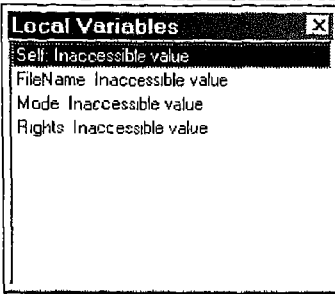 Local Variables
Self: Inaccessible value
FileName Inaccessible value
Mode Inaccessible value
Rights Inaccessible value